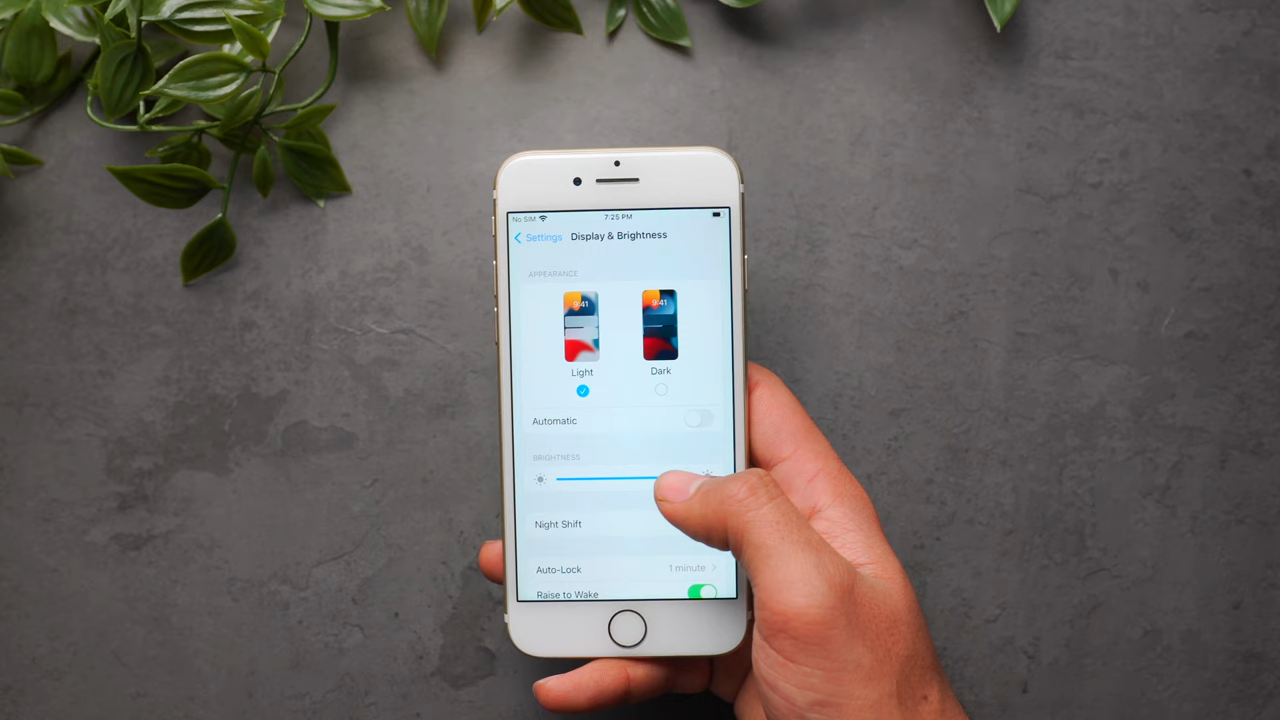 No SIM 7:25 PM
Settings Display & Brightness
APPEARANCE
9:41 9:41
Light Dark
Automatic
BRIGHTNESS
Night Shift
Auto-Lock 1 minute
Raise to Wake